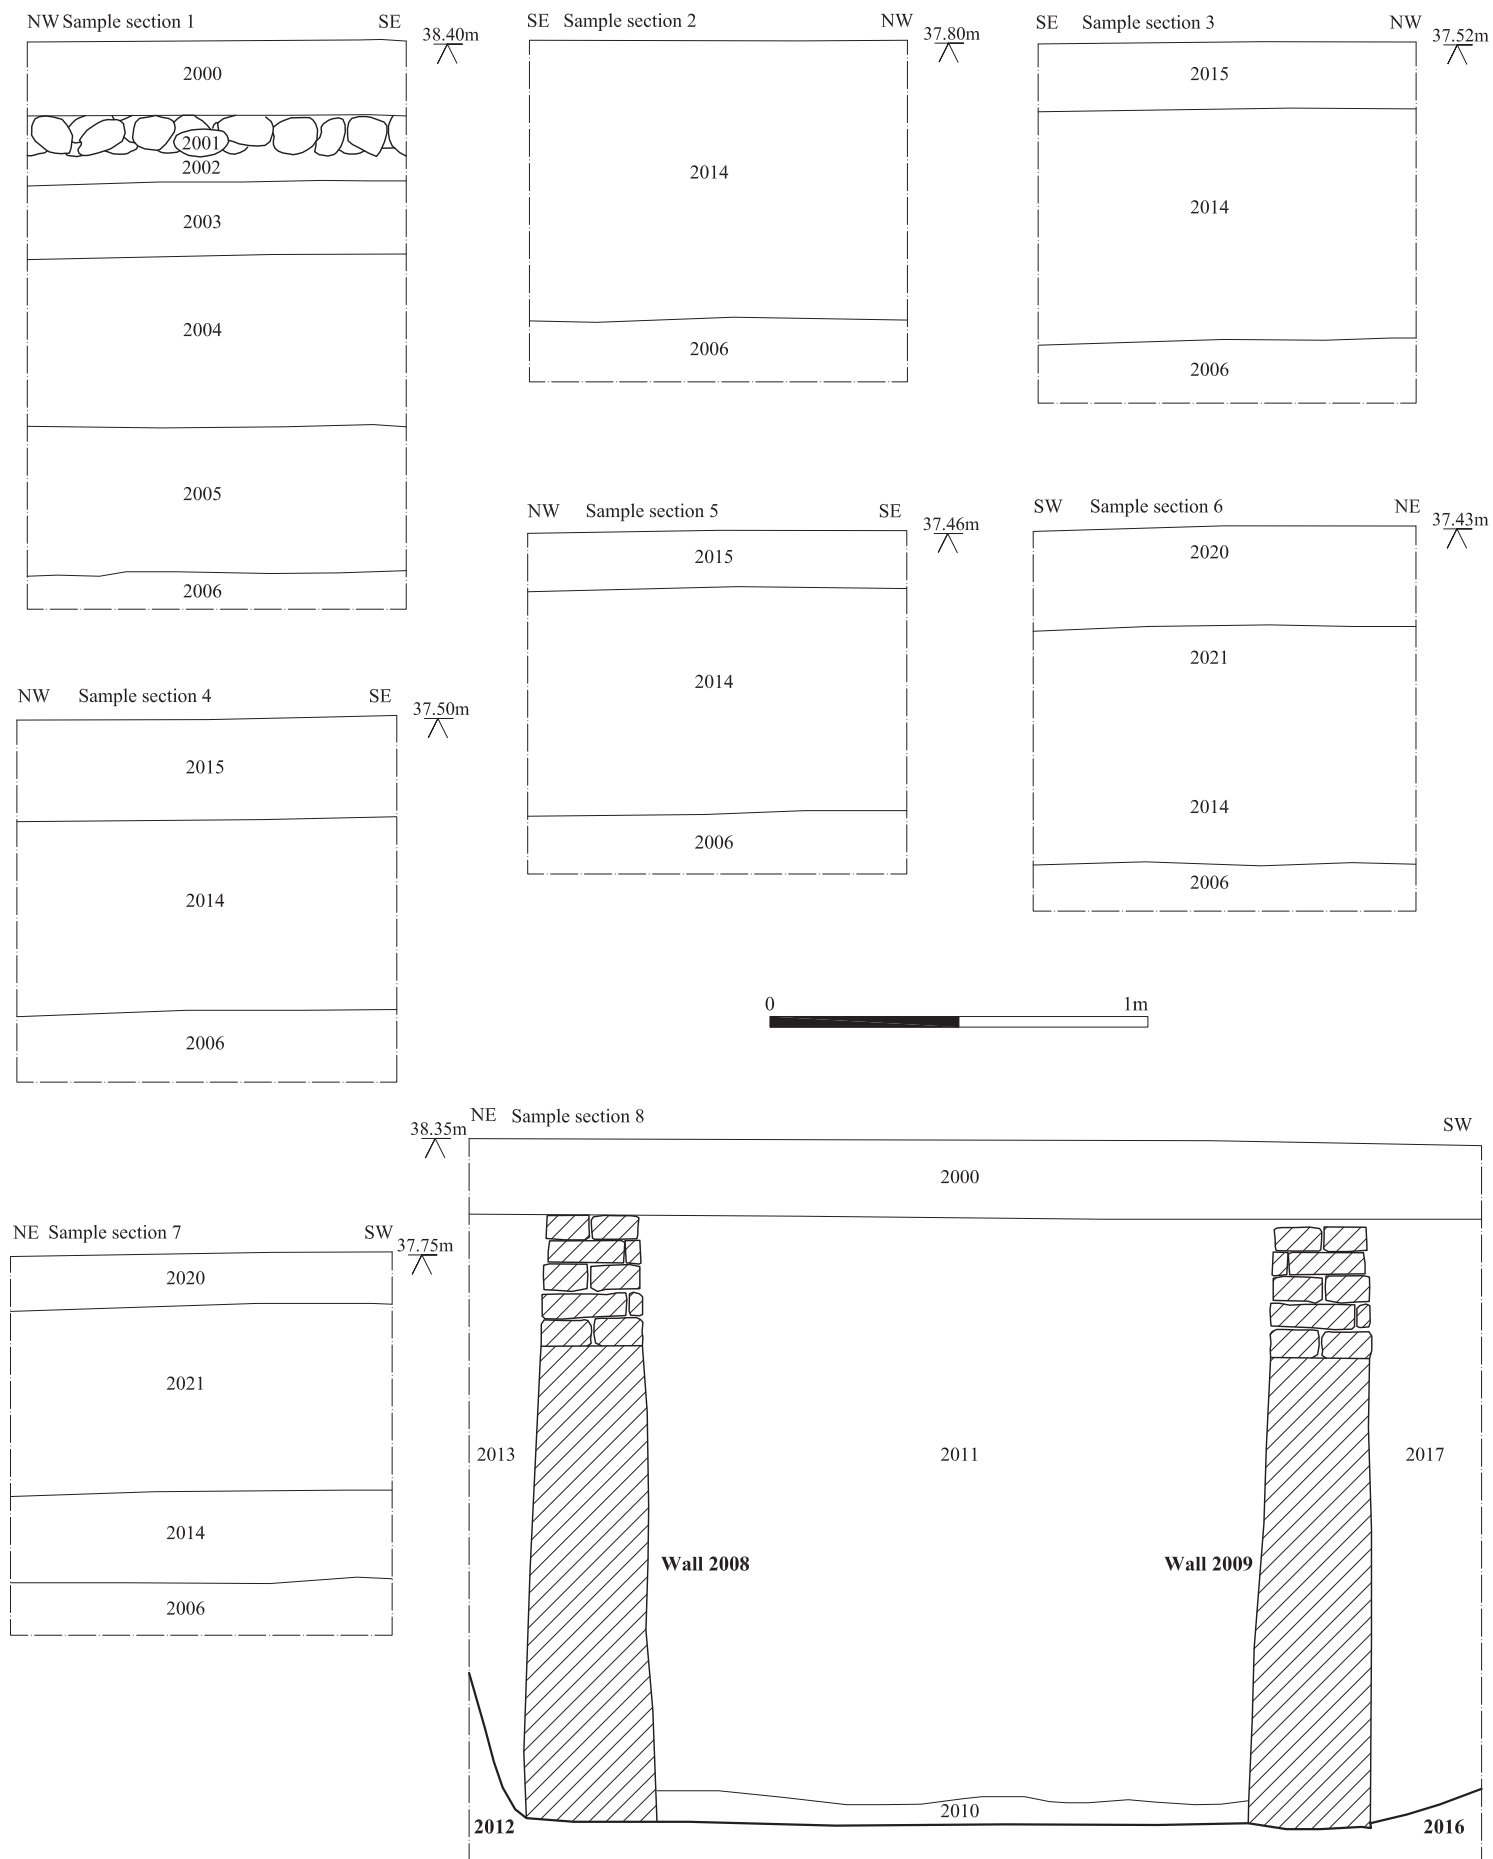 NW Sample section 1 SE
38.40m
2000
2001
2002
2003
2004
2005
2006
SE Sample section 2 NW
37.80m
2014
2006
SE Sample section 3 NW
37.52m
2015
2014
2006
NW Sample section 4 SE
37.50m
2015
2014
2006
NW Sample section 5 SE
37.46m
2015
2014
2006
SW Sample section 6 NE
37.43m
2020
2021
2014
2006
0 1m
NE Sample section 7 SW
37.75m
2020
2021
2014
2006
NE Sample section 8 SW
38.35m
2000
2013 2011 2017
Wall 2008 Wall 2009
2010
2012 2016